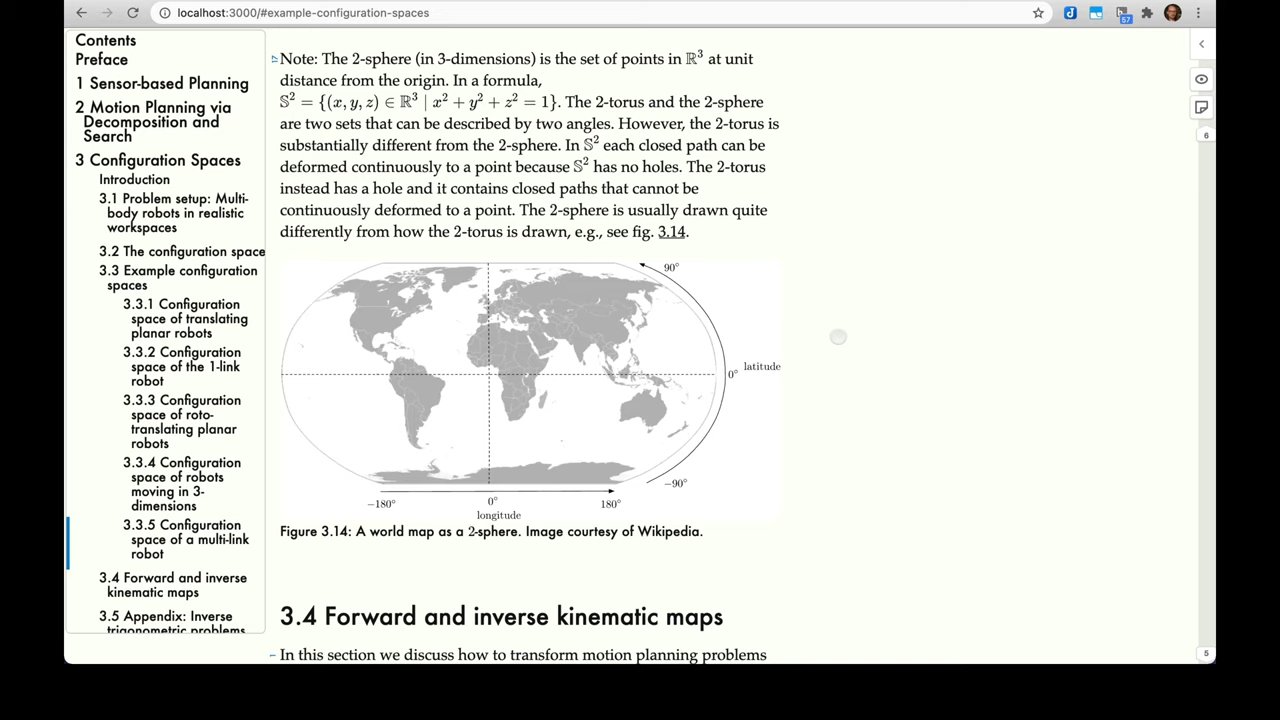 localhost:3000/#example-configuration-spaces
57
Contents
Preface
1 Sensor-based Planning
2 Motion Planning via
Decomposition and
Search
3 Configuration Spaces
Introduction
3.1 Problem setup: Multi-
body robots in realistic
workspaces
3.2 The configuration space
3.3 Example configuration
spaces
3.3.1 Configuration
space of translating
planar robots
3.3.2 Configuration
space of the 1-link
robot
3.3.3 Configuration
space of roto-
translating planar
robots
3.3.4 Configuration
space of robots
moving in 3-
dimensions
3.3.5 Configuration
space of a multi-link
robot
3.4 Forward and inverse
kinematic maps
3.5 Appendix: Inverse
trigonometric problems
Note: The 2-sphere (in 3-dimensions) is the set of points in ℝ³ at unit
distance from the origin. In a formula,
𝕊² = {(x, y, z) ∈ ℝ³ | x² + y² + z² = 1}. The 2-torus and the 2-sphere
are two sets that can be described by two angles. However, the 2-torus is
substantially different from the 2-sphere. In 𝕊² each closed path can be
deformed continuously to a point because 𝕊² has no holes. The 2-torus
instead has a hole and it contains closed paths that cannot be
continuously deformed to a point. The 2-sphere is usually drawn quite
differently from how the 2-torus is drawn, e.g., see fig. 3.14.
90°
0°
latitude
−90°
−180°
0°
180°
longitude
Figure 3.14: A world map as a 2-sphere. Image courtesy of Wikipedia.
3.4 Forward and inverse kinematic maps
In this section we discuss how to transform motion planning problems
6
5